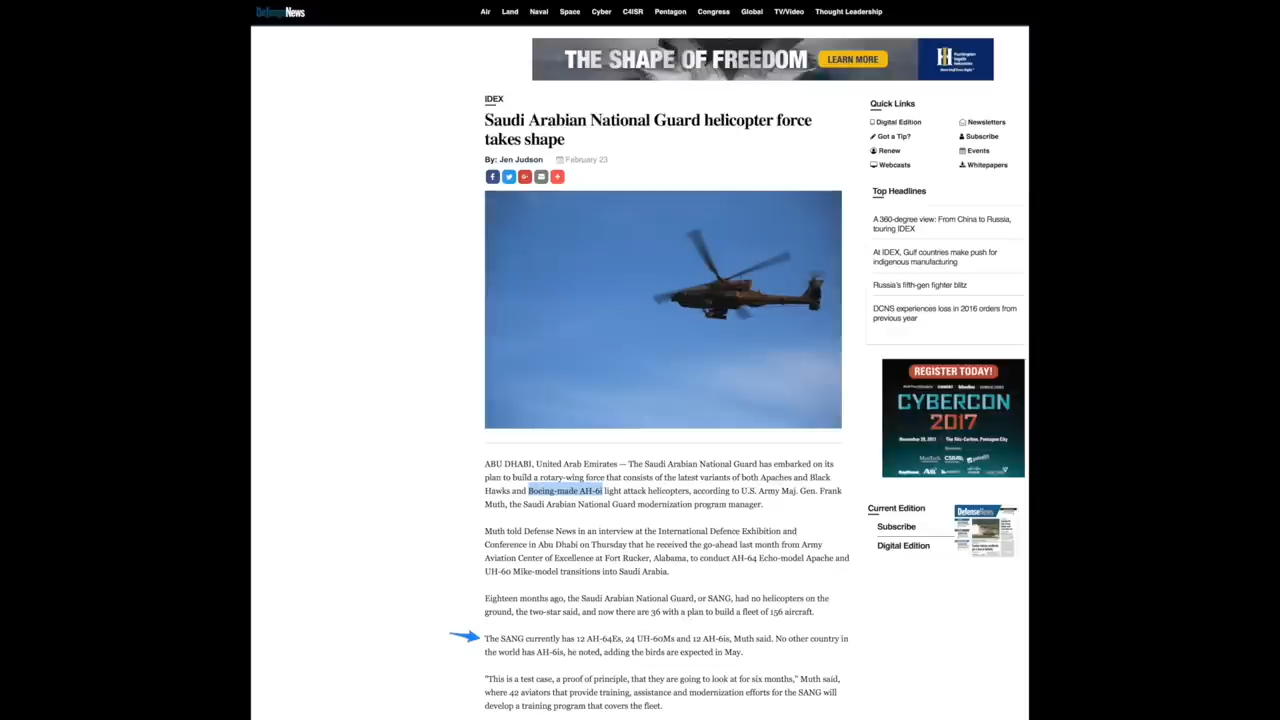 DefenseNews
Air Land Naval Space Cyber C4ISR Pentagon Congress Global TV/Video Thought Leadership
THE SHAPE OF FREEDOM
LEARN MORE
IDEX
Saudi Arabian National Guard helicopter force
takes shape
By: Jen Judson February 23
Quick Links
Digital Edition
Newsletters
Got a Tip?
Subscribe
Renew
Events
Webcasts
Whitepapers
Top Headlines
A 360-degree view: From China to Russia,
touring IDEX
At IDEX, Gulf countries make push for
indigenous manufacturing
Russia's fifth-gen fighter blitz
DCNS experiences loss in 2016 orders from
previous year
REGISTER TODAY!
CYBERCON
2017
ABU DHABI, United Arab Emirates — The Saudi Arabian National Guard has embarked on its
plan to build a rotary-wing force that consists of the latest variants of both Apaches and Black
Hawks and Boeing-made AH-6i light attack helicopters, according to U.S. Army Maj. Gen. Frank
Muth, the Saudi Arabian National Guard modernization program manager.
Muth told Defense News in an interview at the International Defence Exhibition and
Conference in Abu Dhabi on Thursday that he received the go-ahead last month from Army
Aviation Center of Excellence at Fort Rucker, Alabama, to conduct AH-64 Echo-model Apache and
UH-60 Mike-model transitions into Saudi Arabia.
Eighteen months ago, the Saudi Arabian National Guard, or SANG, had no helicopters on the
ground, the two-star said, and now there are 36 with a plan to build a fleet of 156 aircraft.
The SANG currently has 12 AH-64Es, 24 UH-60Ms and 12 AH-6is, Muth said. No other country in
the world has AH-6is, he noted, adding the birds are expected in May.
"This is a test case, a proof of principle, that they are going to look at for six months," Muth said,
where 42 aviators that provide training, assistance and modernization efforts for the SANG will
develop a training program that covers the fleet.
Current Edition
Subscribe
Digital Edition
DefenseNews